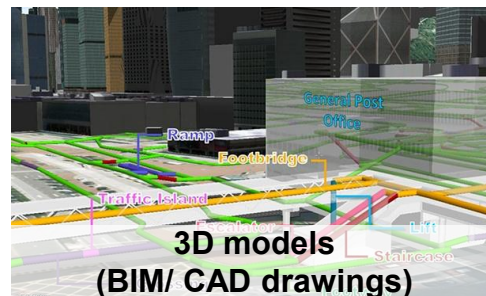 General Post
Office
Ramp
Footbridge
Traffic Island
Escalator
Lift
Staircase
3D models
(BIM/ CAD drawings)